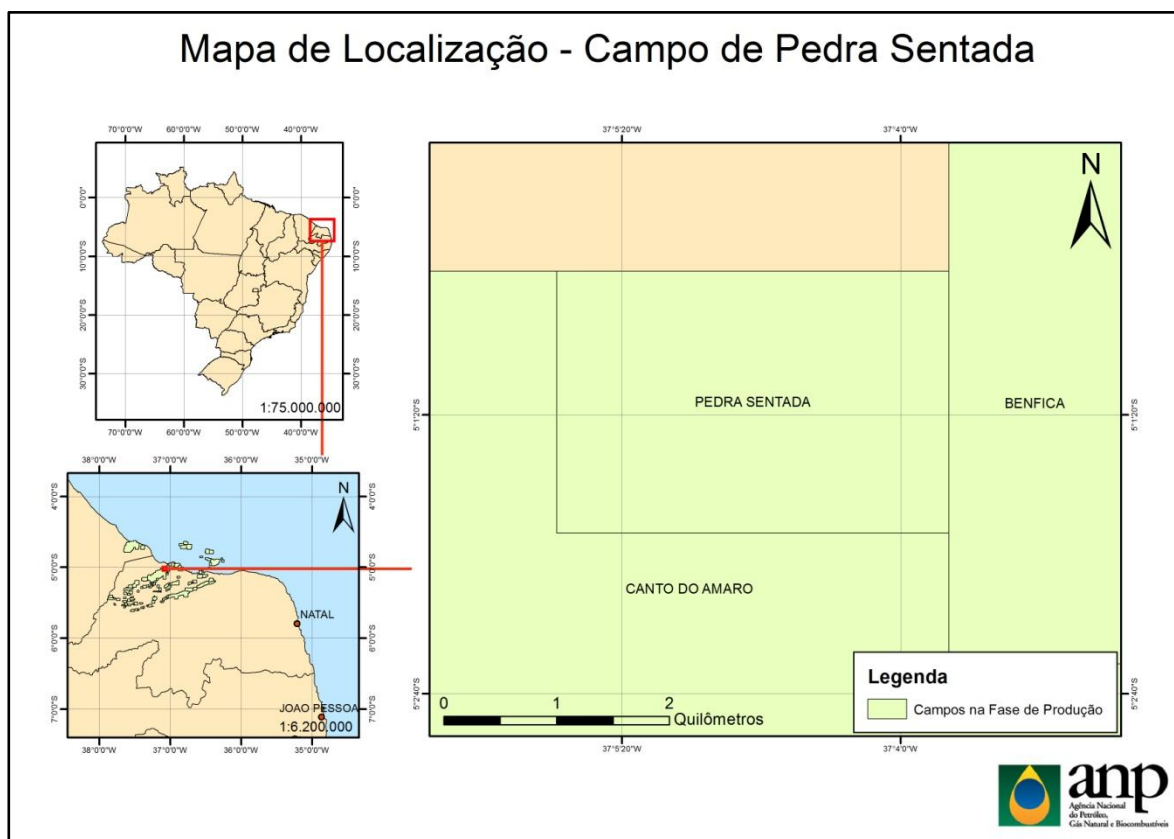 Mapa de Localização - Campo de Pedra Sentada
70°0'0"W 60°0'0"W 50°0'0"W 40°0'0"W
0°0'0" 0°0'0"
10°0'0"S 10°0'0"S
20°0'0"S 20°0'0"S
30°0'0"S 30°0'0"S
1:75.000.000
70°0'0"W 60°0'0"W 50°0'0"W 40°0'0"W
38°0'0"W 37°0'0"W 36°0'0"W 35°0'0"W
N
4°0'0"S 4°0'0"S
5°0'0"S 5°0'0"S
NATAL
6°0'0"S 6°0'0"S
JOAO PESSOA
7°0'0"S 7°0'0"S
1:6.200.000
38°0'0"W 37°0'0"W 36°0'0"W 35°0'0"W
37°5'20"W 37°4'0"W
N
PEDRA SENTADA BENFICA
5°1'20"S 5°1'20"S
CANTO DO AMARO
Legenda
Campos na Fase de Produção
5°2'40"S 5°2'40"S
0 1 2
Quilômetros
37°5'20"W 37°4'0"W
anp
Agência Nacional
do Petróleo,
Gás Natural e Biocombustíveis